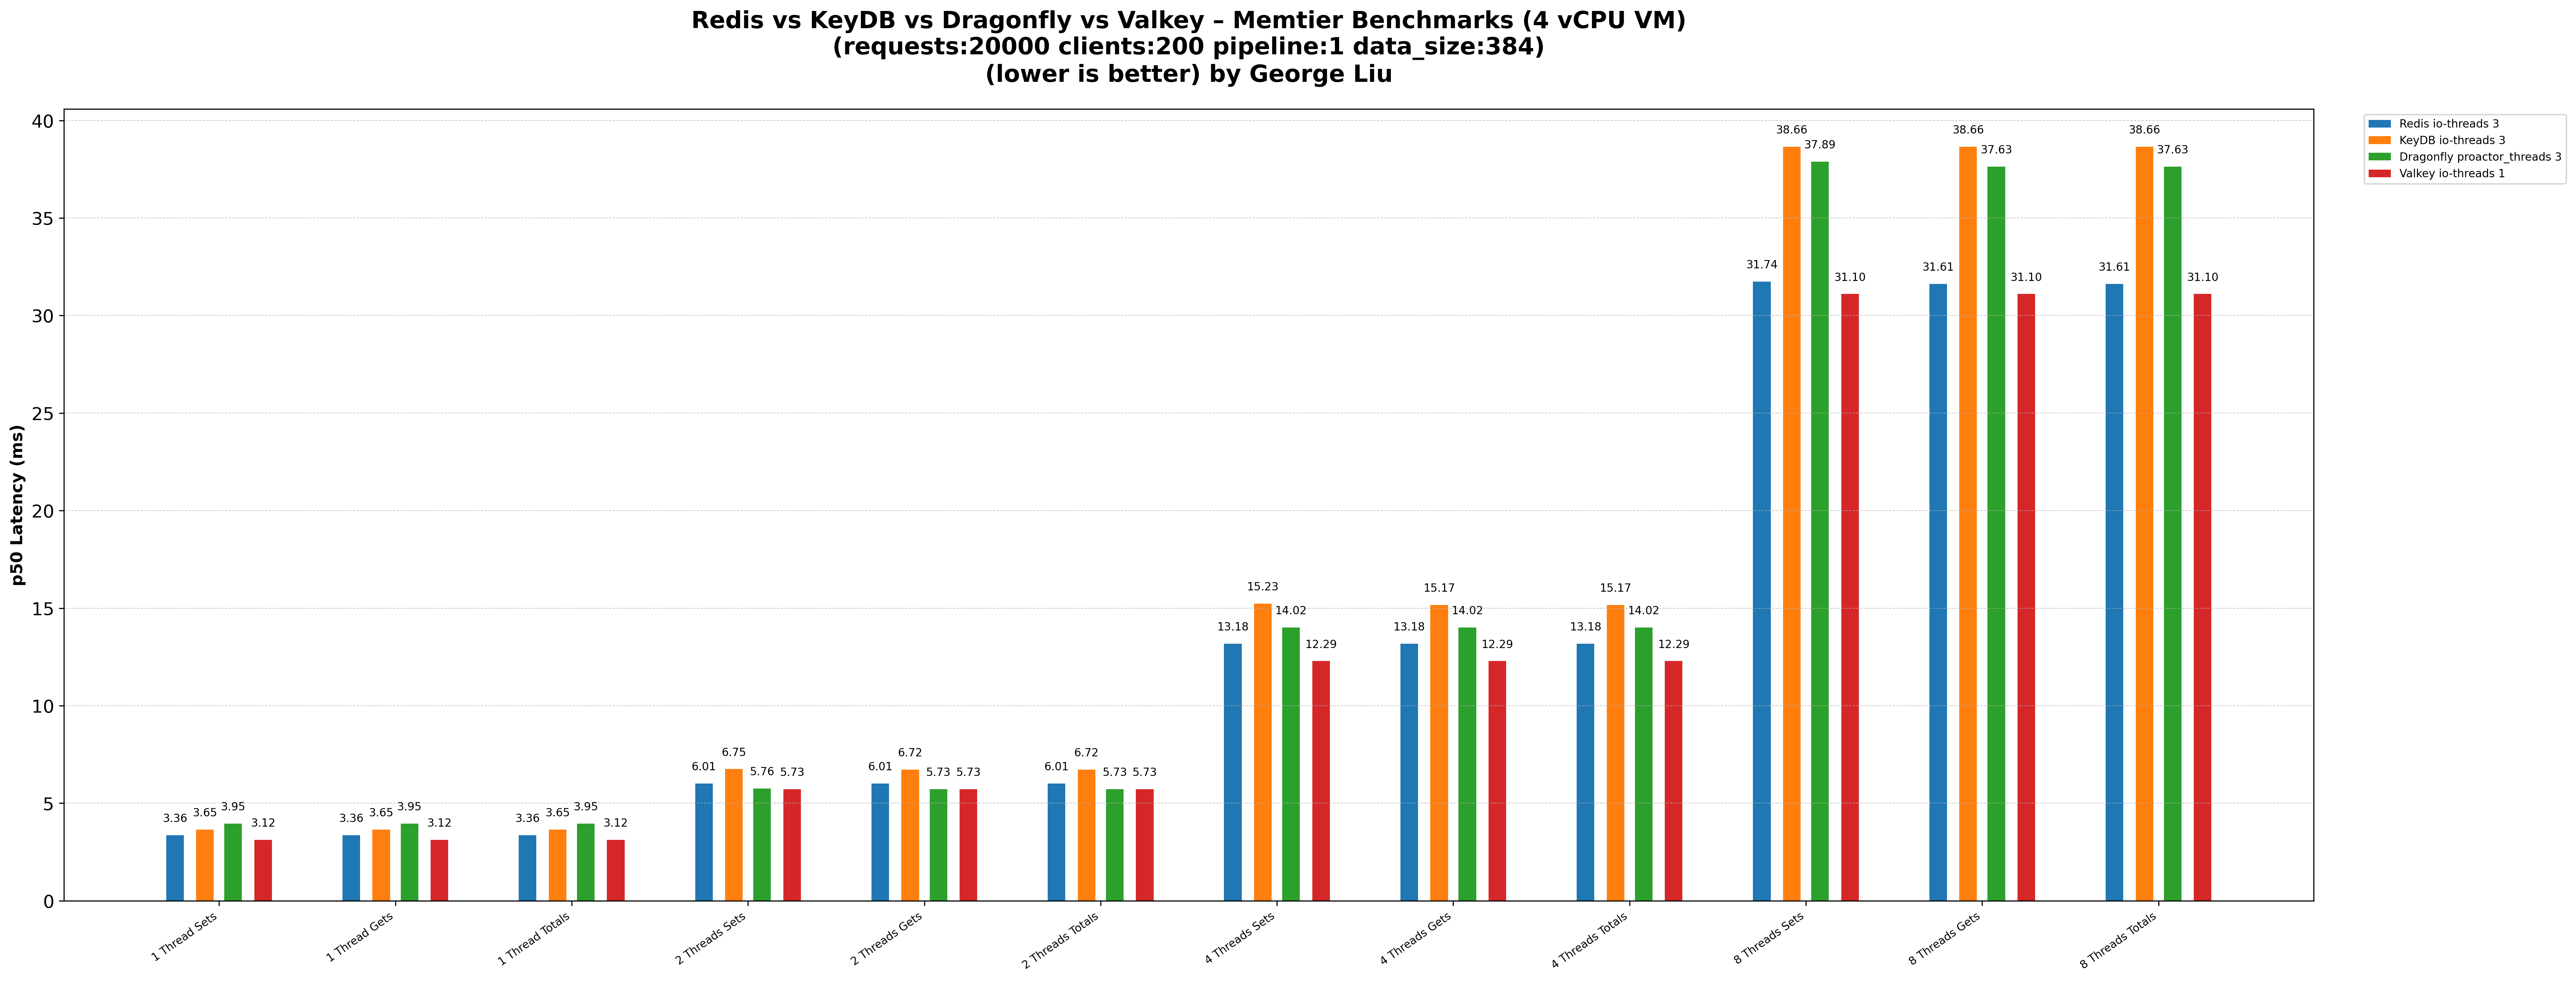 Redis vs KeyDB vs Dragonfly vs Valkey – Memtier Benchmarks (4 vCPU VM)
(requests:20000 clients:200 pipeline:1 data_size:384)
(lower is better) by George Liu
p50 Latency (ms)
40
35
30
25
20
15
10
5
0
3.36 3.65 3.95 3.12
3.36 3.65 3.95 3.12
3.36 3.65 3.95 3.12
6.01 6.75 5.76 5.73
6.01 6.72 5.73 5.73
6.01 6.72 5.73 5.73
13.18 15.23 14.02 12.29
13.18 15.17 14.02 12.29
13.18 15.17 14.02 12.29
31.74 38.66 37.89 31.10
31.61 38.66 37.63 31.10
31.61 38.66 37.63 31.10
1 Thread Sets
1 Thread Gets
1 Thread Totals
2 Threads Sets
2 Threads Gets
2 Threads Totals
4 Threads Sets
4 Threads Gets
4 Threads Totals
8 Threads Sets
8 Threads Gets
8 Threads Totals
Redis io-threads 3
KeyDB io-threads 3
Dragonfly proactor_threads 3
Valkey io-threads 1